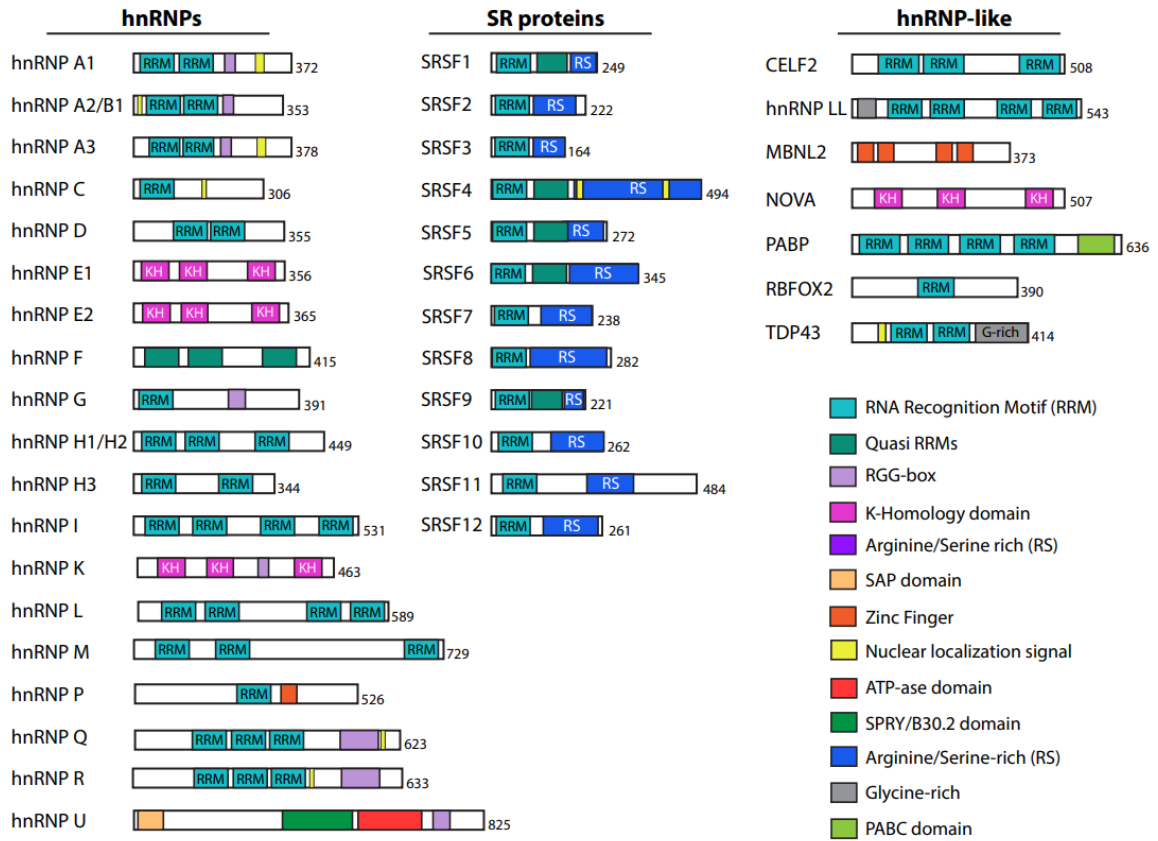 hnRNPs
hnRNP A1 RRM RRM 372
hnRNP A2/B1 RRM RRM 353
hnRNP A3 RRM RRM 378
hnRNP C RRM 306
hnRNP D RRM RRM 355
hnRNP E1 KH KH KH 356
hnRNP E2 KH KH KH 365
hnRNP F 415
hnRNP G RRM 391
hnRNP H1/H2 RRM RRM RRM 449
hnRNP H3 RRM RRM 344
hnRNP I RRM RRM RRM RRM 531
hnRNP K KH KH KH 463
hnRNP L RRM RRM RRM RRM 589
hnRNP M RRM RRM RRM 729
hnRNP P RRM 526
hnRNP Q RRM RRM RRM 623
hnRNP R RRM RRM RRM 633
hnRNP U 825
SR proteins
SRSF1 RRM RS 249
SRSF2 RRM RS 222
SRSF3 RRM RS 164
SRSF4 RRM RS 494
SRSF5 RRM RS 272
SRSF6 RRM RS 345
SRSF7 RRM RS 238
SRSF8 RRM RS 282
SRSF9 RRM RS 221
SRSF10 RRM RS 262
SRSF11 RRM RS 484
SRSF12 RRM RS 261
hnRNP-like
CELF2 RRM RRM RRM 508
hnRNP LL RRM RRM RRM RRM 543
MBNL2 373
NOVA KH KH KH 507
PABP RRM RRM RRM RRM 636
RBFOX2 RRM 390
TDP43 RRM RRM G-rich 414
RNA Recognition Motif (RRM)
Quasi RRMs
RGG-box
K-Homology domain
Arginine/Serine rich (RS)
SAP domain
Zinc Finger
Nuclear localization signal
ATP-ase domain
SPRY/B30.2 domain
Arginine/Serine-rich (RS)
Glycine-rich
PABC domain